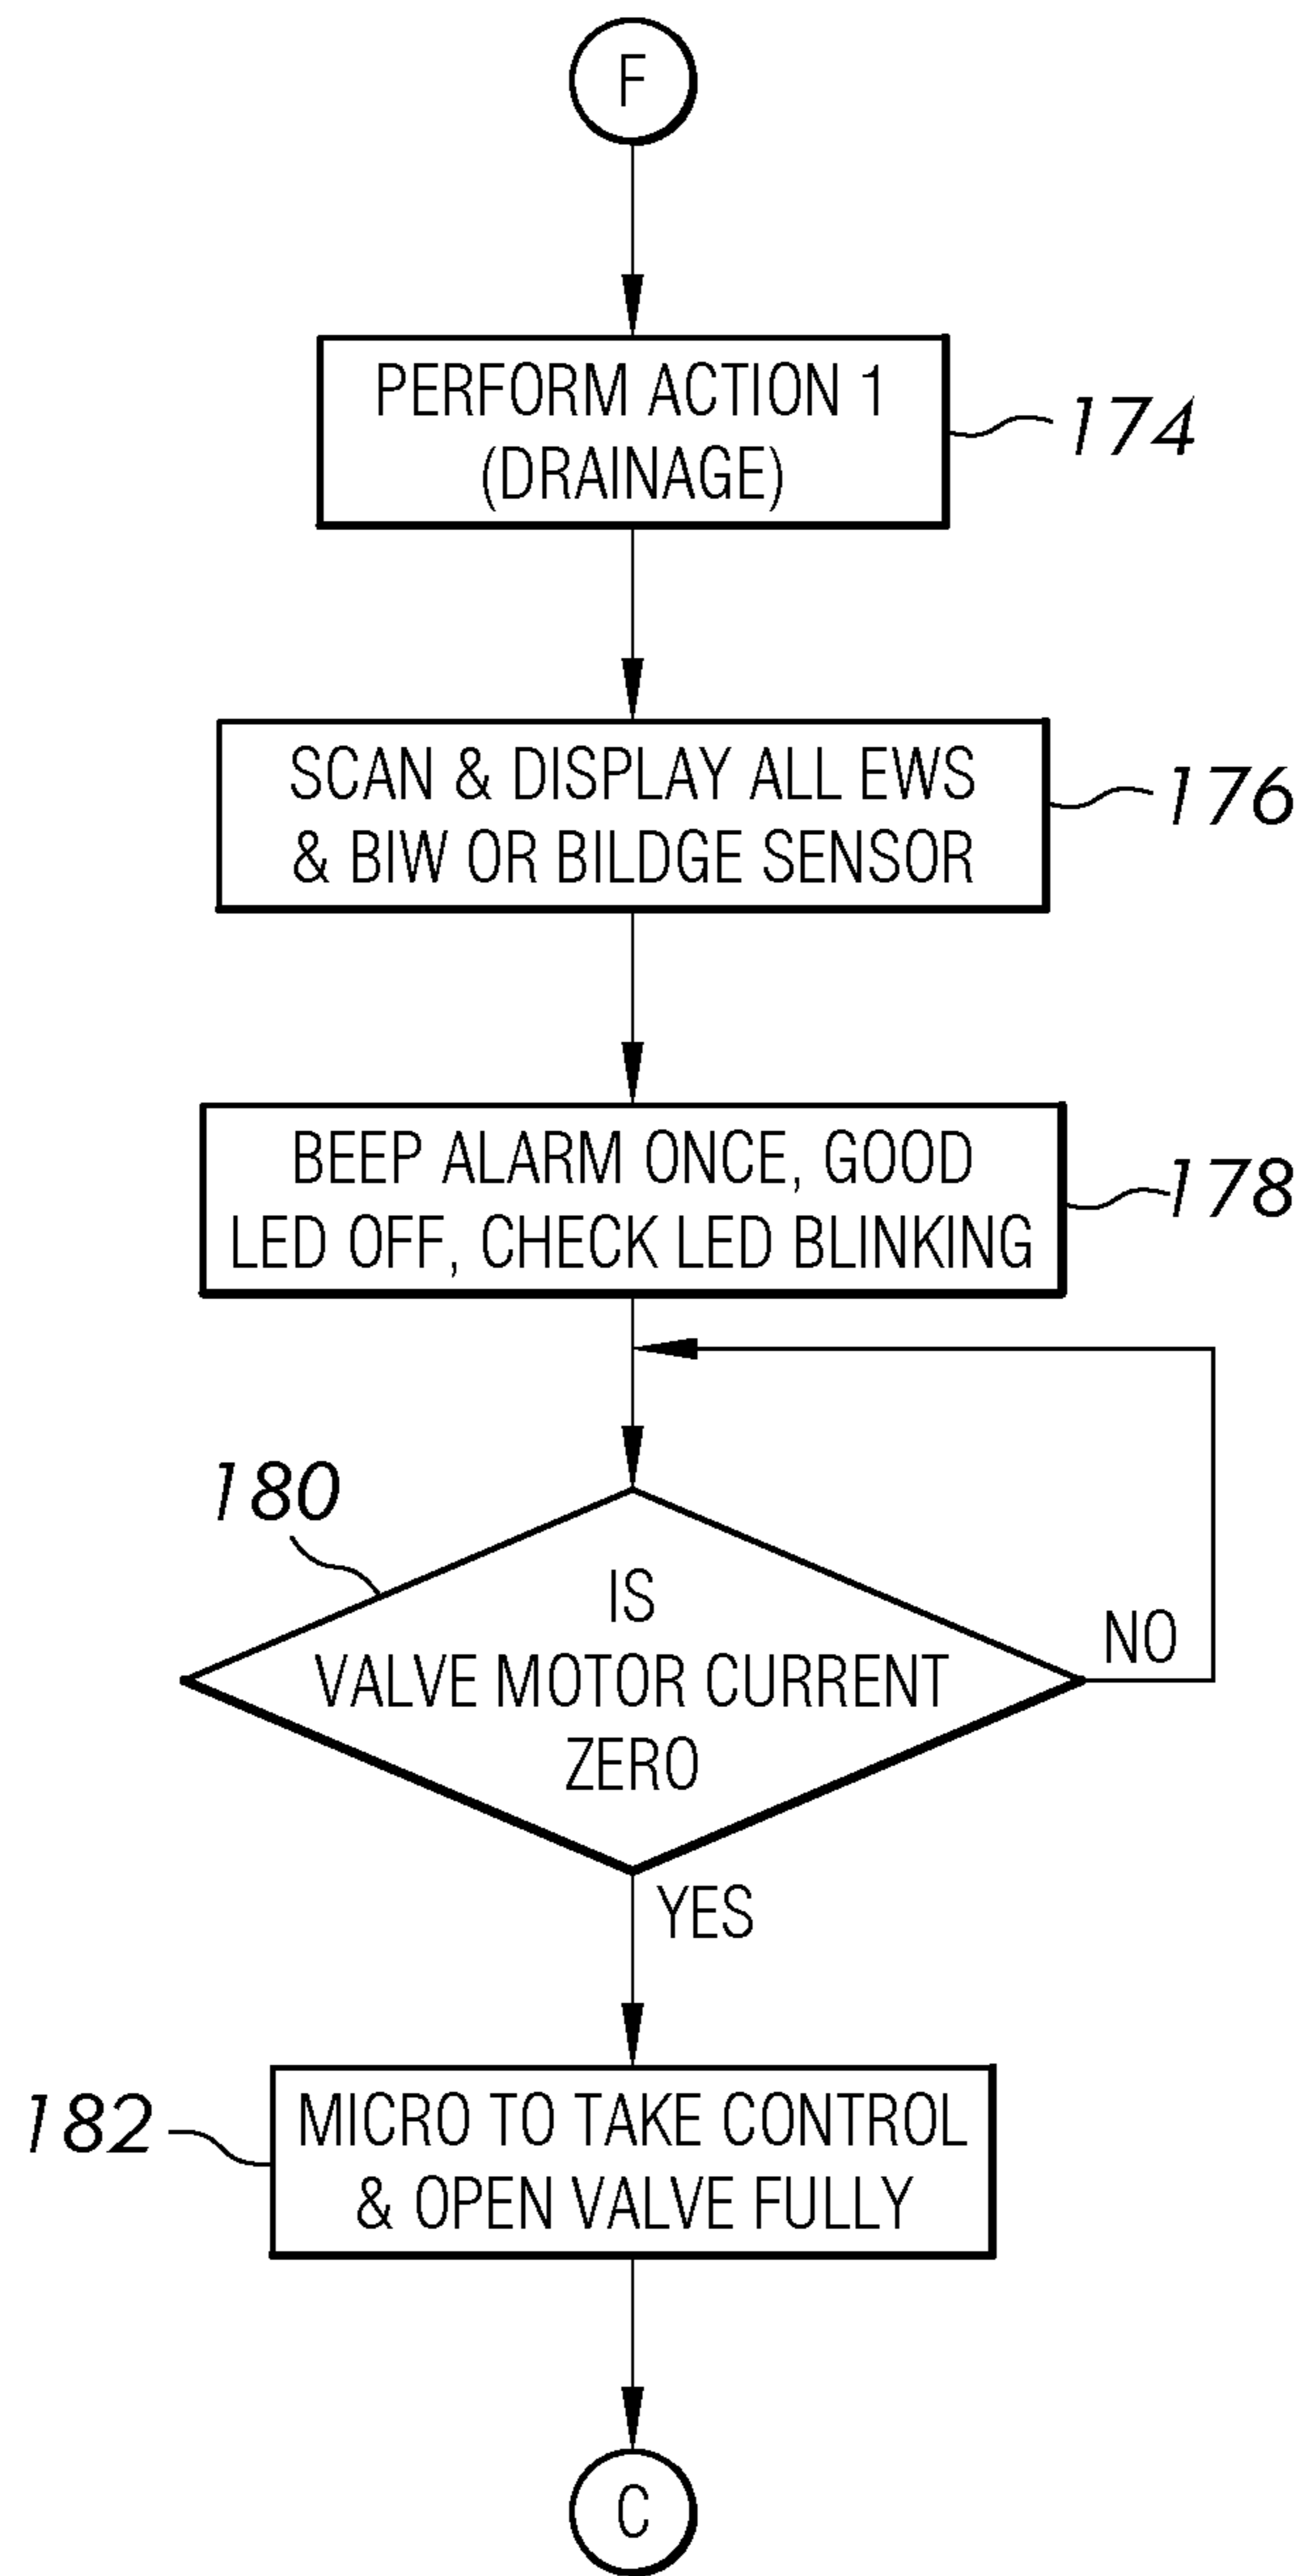 F
PERFORM ACTION 1
(DRAINAGE)
174
SCAN & DISPLAY ALL EWS
& BIW OR BILDGE SENSOR
176
BEEP ALARM ONCE, GOOD
LED OFF, CHECK LED BLINKING
178
180
IS
VALVE MOTOR CURRENT
ZERO
NO
YES
182
MICRO TO TAKE CONTROL
& OPEN VALVE FULLY
C